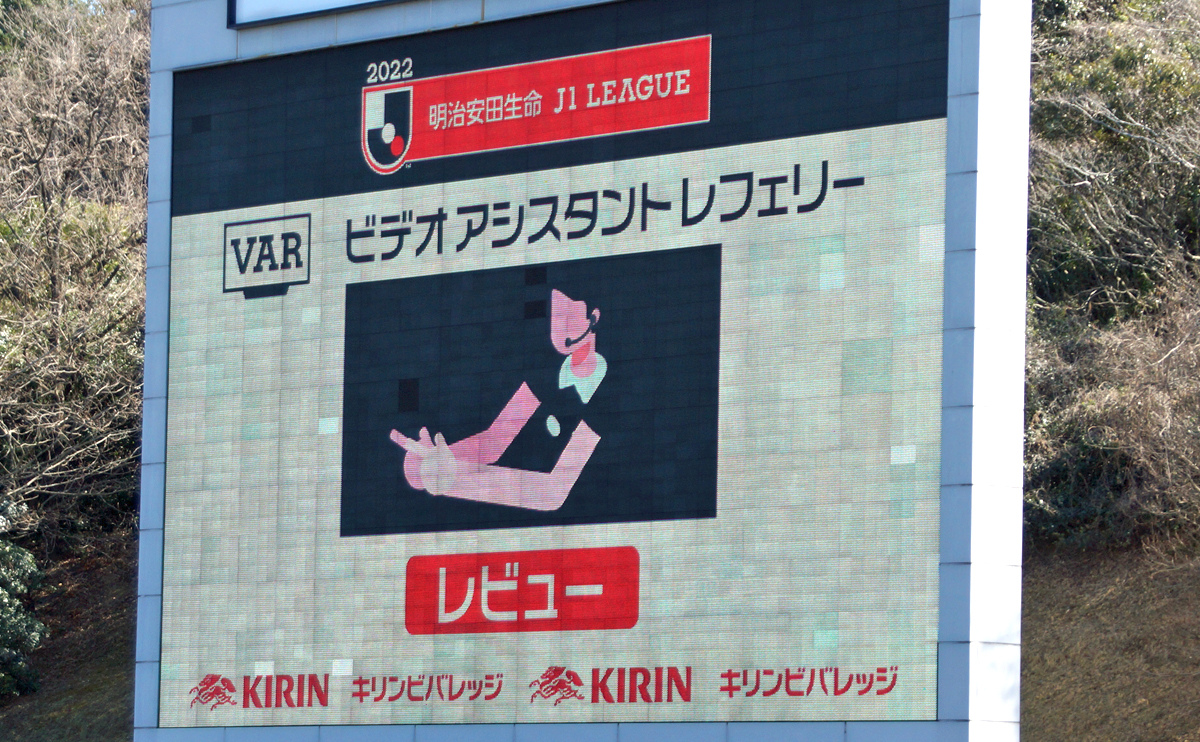 2022
明治安田生命 J1 LEAGUE
VAR ビデオ アシスタント レフェリー
レビュー
KIRIN キリンビバレッジ KIRIN キリンビバレッジ